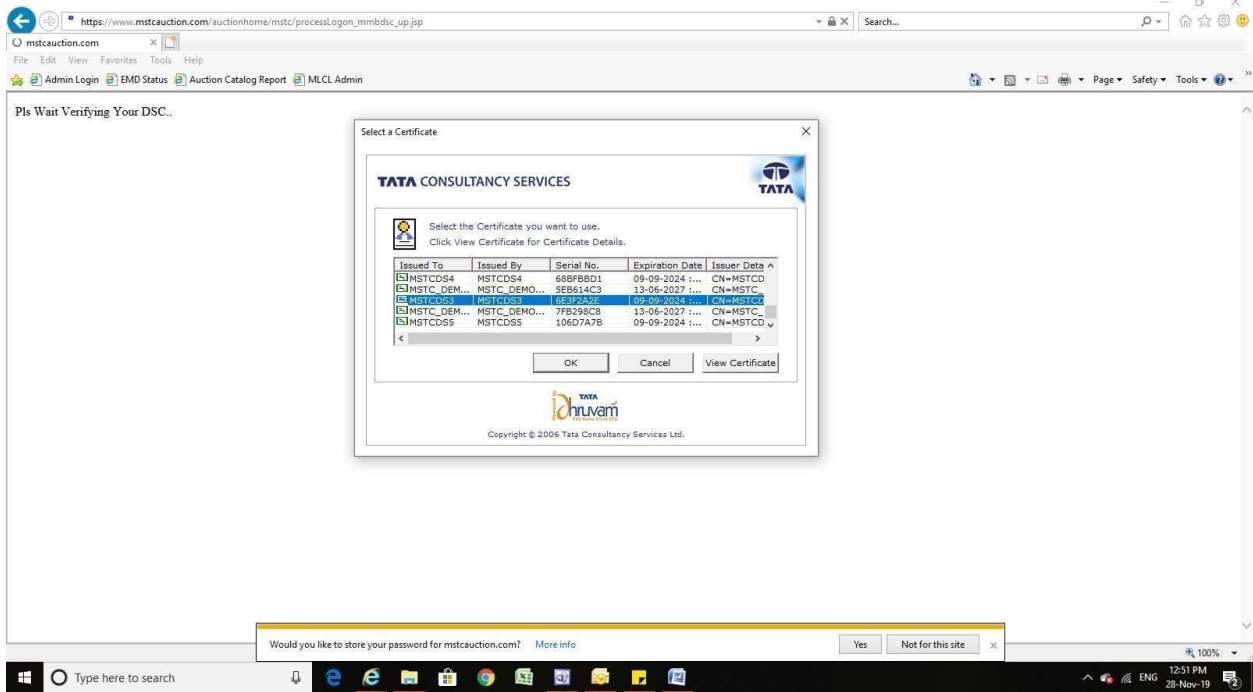 https://www.mstcauction.com/auctionhome/mstc/processLogon_mmbdsc_up.jsp
Search...
mstcauction.com
File Edit View Favorites Tools Help
Admin Login EMD Status Auction Catalog Report MLCL Admin Page Safety Tools
Pls Wait Verifying Your DSC..
Select a Certificate
TATA CONSULTANCY SERVICES
TATA
Select the Certificate you want to use.
Click View Certificate for Certificate Details.
Issued To Issued By Serial No. Expiration Date Issuer Deta
MSTCDS4 MSTCDS4 68BFBBD1 09-09-2024 :... CN=MSTCD
MSTC_DEM... MSTC_DEMO... 5EB614C3 13-06-2027 :... CN=MSTC_
MSTCDS3 MSTCDS3 6E3F2A2E 09-09-2024 :... CN=MSTCD
MSTC_DEM... MSTC_DEMO... 7FB298C8 13-06-2027 :... CN=MSTC_
MSTCDS5 MSTCDS5 106D7A7B 09-09-2024 :... CN=MSTCD
OK Cancel View Certificate
TATA
Dhruvam
Copyright © 2006 Tata Consultancy Services Ltd.
Would you like to store your password for mstcauction.com? More info Yes Not for this site
100%
Type here to search
ENG
12:51 PM
28-Nov-19
2